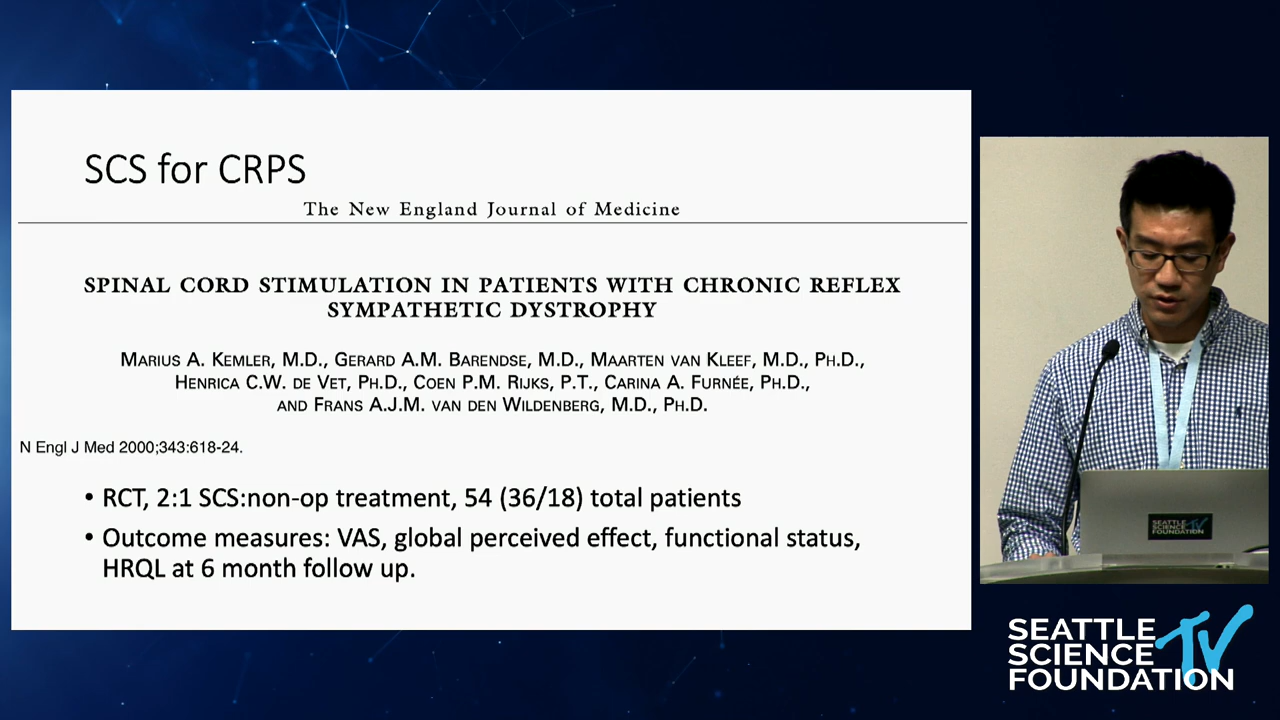 SCS for CRPS
The New England Journal of Medicine
SPINAL CORD STIMULATION IN PATIENTS WITH CHRONIC REFLEX
SYMPATHETIC DYSTROPHY
MARIUS A. KEMLER, M.D., GERARD A.M. BARENDSE, M.D., MAARTEN VAN KLEEF, M.D., PH.D.,
HENRICA C.W. DE VET, PH.D., COEN P.M. RIJKS, P.T., CARINA A. FURNÉE, PH.D.,
AND FRANS A.J.M. VAN DEN WILDENBERG, M.D., PH.D.
N Engl J Med 2000;343:618-24.
• RCT, 2:1 SCS:non-op treatment, 54 (36/18) total patients
• Outcome measures: VAS, global perceived effect, functional status,
HRQL at 6 month follow up.
SEATTLE
SCIENCE TV
FOUNDATION
SEATTLE
SCIENCE TV
FOUNDATION